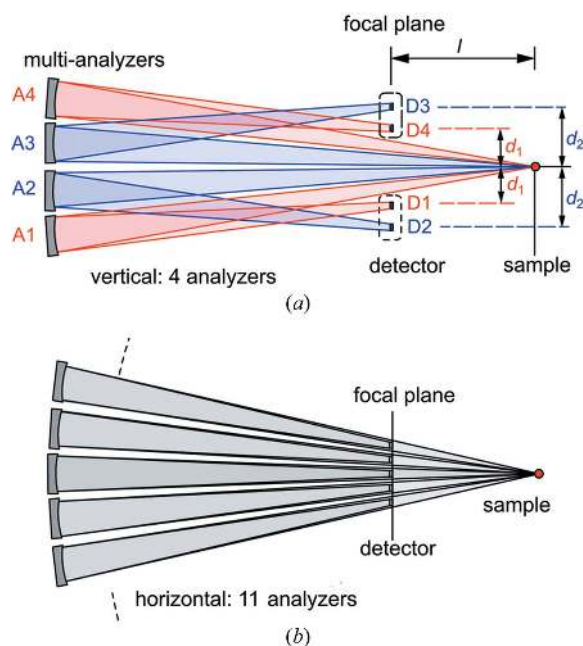 focal plane
l
multi-analyzers
A4
D3
D4
d1
d2
A3
A2
d1
d2
D1
D2
A1
detector
sample
vertical: 4 analyzers
(a)
focal plane
sample
detector
horizontal: 11 analyzers
(b)